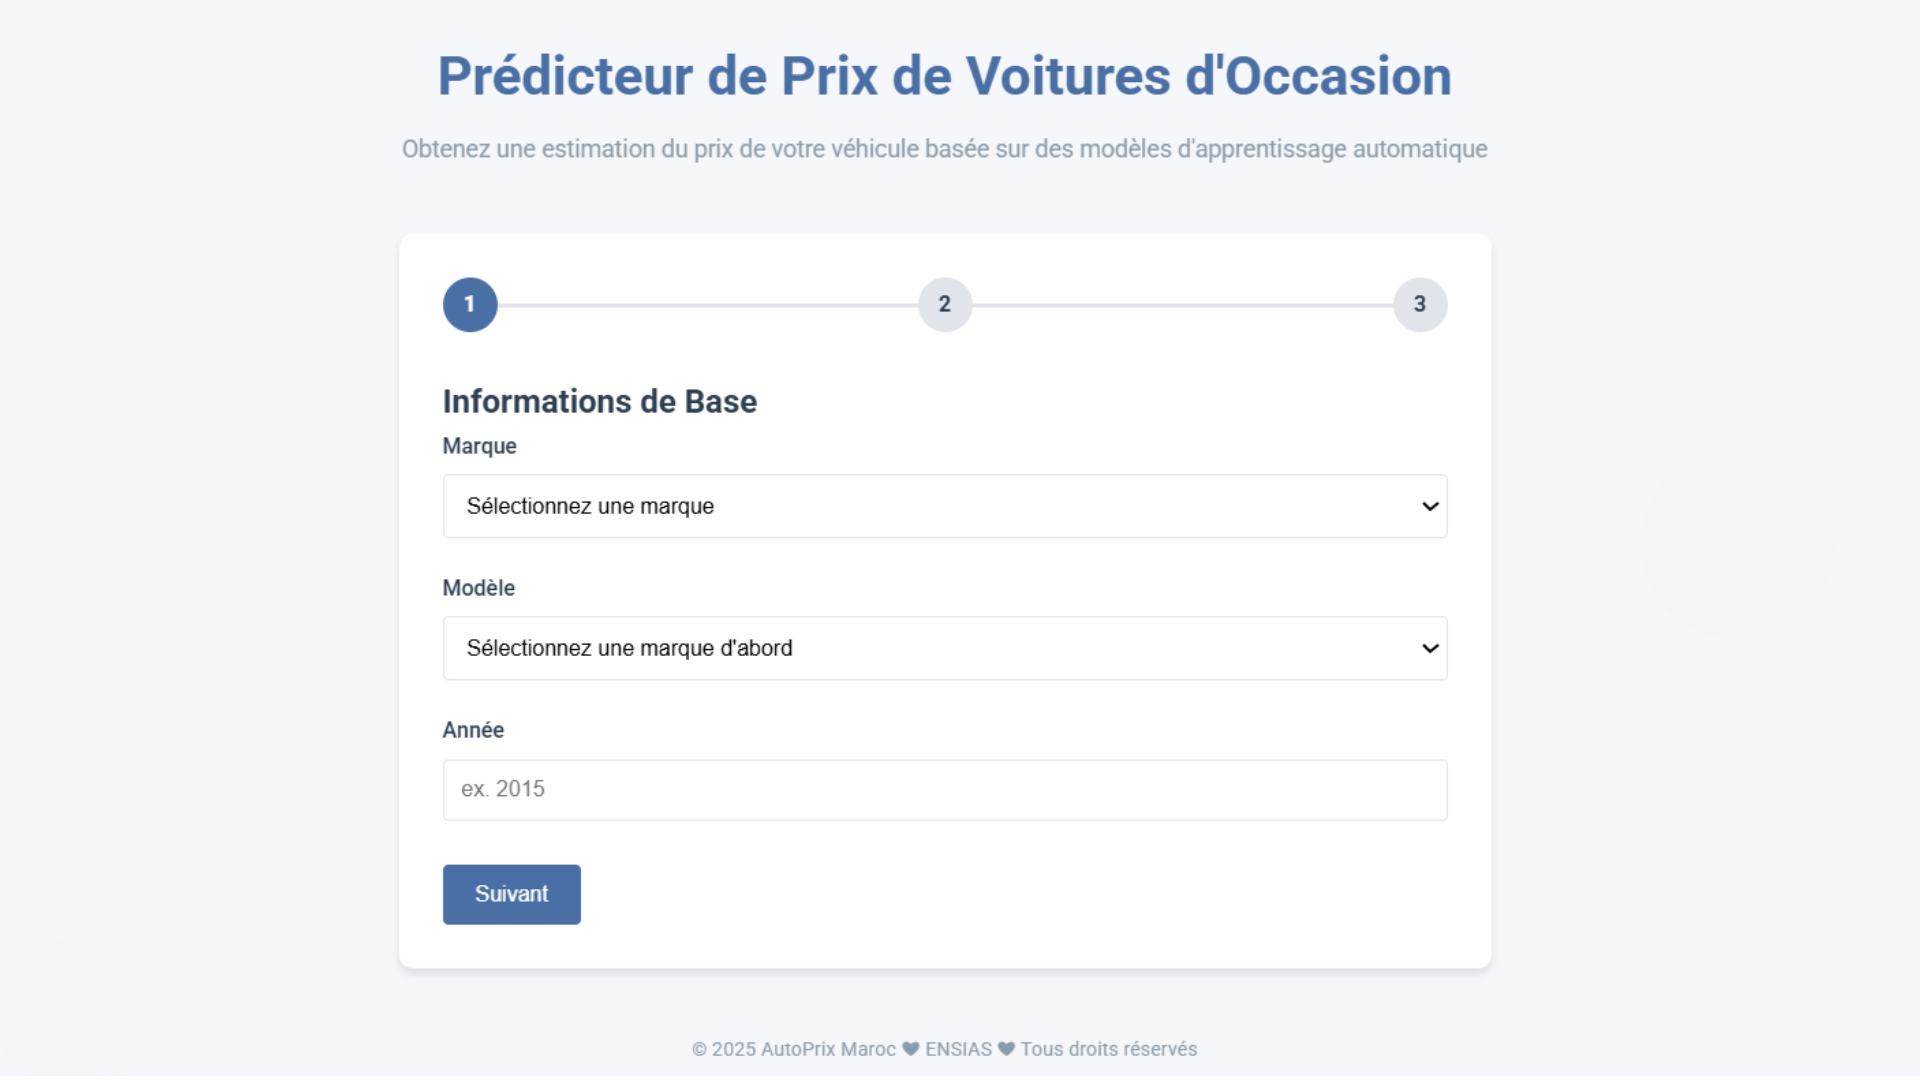 Prédicteur de Prix de Voitures d'Occasion
Obtenez une estimation du prix de votre véhicule basée sur des modèles d'apprentissage automatique
1
2
3
Informations de Base
Marque
Sélectionnez une marque
Modèle
Sélectionnez une marque d'abord
Année
ex. 2015
Suivant
© 2025 AutoPrix Maroc ♥ ENSIAS ♥ Tous droits réservés